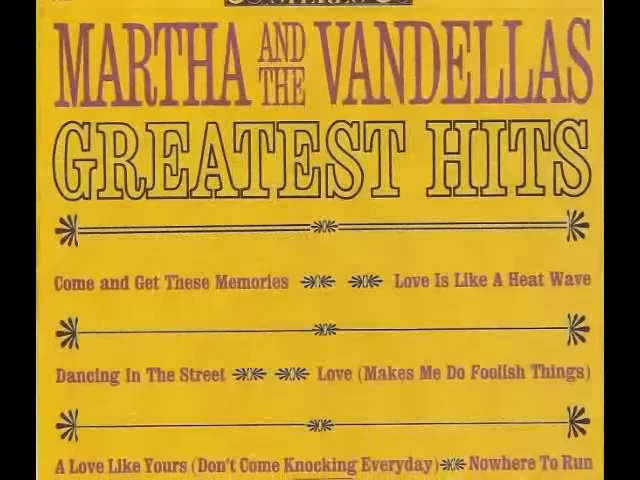 STEREO
MARTHA AND THE VANDELLAS
GREATEST HITS
Come and Get These Memories Love Is Like A Heat Wave
Dancing In The Street Love (Makes Me Do Foolish Things)
A Love Like Yours (Don't Come Knocking Everyday) Nowhere To Run